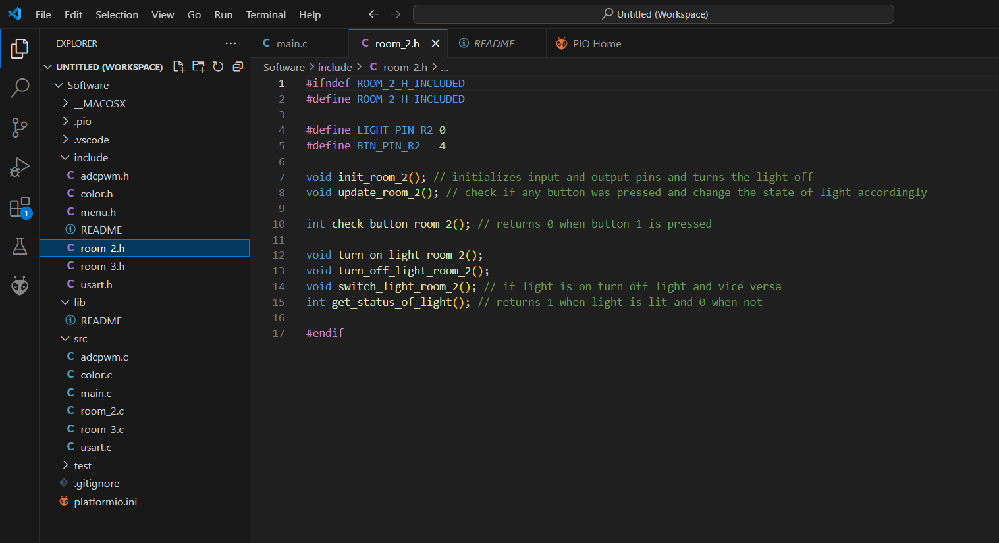 File Edit Selection View Go Run Terminal Help Untitled (Workspace)
EXPLORER
UNTITLED (WORKSPACE)
Software
__MACOSX
.pio
.vscode
include
C adcpwm.h
C color.h
C menu.h
README
C room_2.h
C room_3.h
C usart.h
lib
README
src
C adcpwm.c
C color.c
C main.c
C room_2.c
C room_3.c
C usart.c
test
.gitignore
platformio.ini
1
C main.c C room_2.h README PIO Home
Software > include > C room_2.h > ...
1 #ifndef ROOM_2_H_INCLUDED
2 #define ROOM_2_H_INCLUDED
3
4 #define LIGHT_PIN_R2 0
5 #define BTN_PIN_R2   4
6
7 void init_room_2(); // initializes input and output pins and turns the light off
8 void update_room_2(); // check if any button was pressed and change the state of light accordingly
9
10 int check_button_room_2(); // returns 0 when button 1 is pressed
11
12 void turn_on_light_room_2();
13 void turn_off_light_room_2();
14 void switch_light_room_2(); // if light is on turn off light and vice versa
15 int get_status_of_light(); // returns 1 when light is lit and 0 when not
16
17 #endif